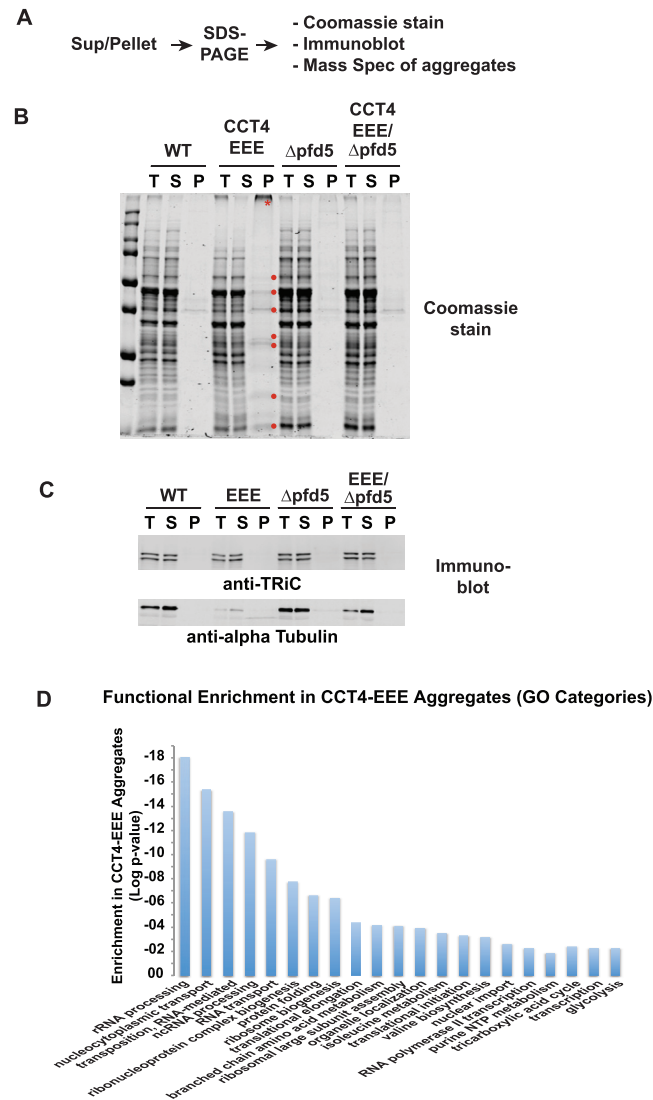 A
Sup/Pellet
SDS-
PAGE
- Coomassie stain
- Immunoblot
- Mass Spec of aggregates
B
WT
CCT4
EEE
Δpfd5
CCT4
EEE/
Δpfd5
T S P T S P T S P T S P
*
Coomassie
stain
C
WT
EEE
Δpfd5
EEE/
Δpfd5
T S P T S P T S P T S P
anti-TRiC
anti-alpha Tubulin
Immuno-
blot
D
Functional Enrichment in CCT4-EEE Aggregates (GO Categories)
Enrichment in CCT4-EEE Aggregates
(Log p-value)
-18
-16
-14
-12
-10
-08
-06
-04
-02
00
rRNA processing
nucleocytoplasmic transport
transposition, RNA-mediated
ncRNA processing
RNA transport
ribonucleoprotein complex biogenesis
protein folding
ribosome biogenesis
translational elongation
branched chain amino acid metabolism
ribosomal large subunit assembly
organelle localization
isoleucine metabolism
translational initiation
valine biosynthesis
nuclear import
RNA polymerase II transcription
purine NTP metabolism
tricarboxylic acid cycle
transcription
glycolysis